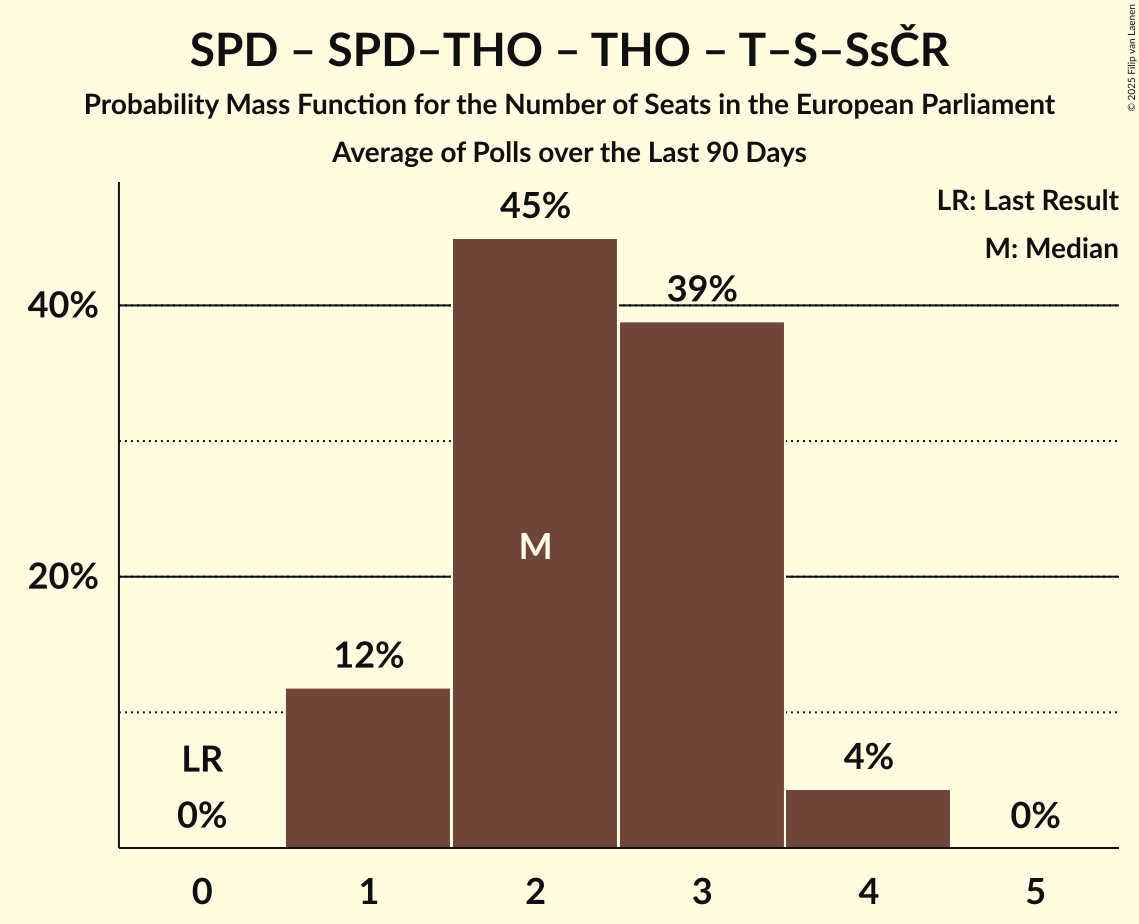 SPD – SPD–THO – THO – T–S–SsČR
Probability Mass Function for the Number of Seats in the European Parliament
Average of Polls over the Last 90 Days
© 2025 Filip van Laenen
LR: Last Result
M: Median
45%
39%
40%
M
20%
12%
LR
4%
0%
0%
0 1 2 3 4 5